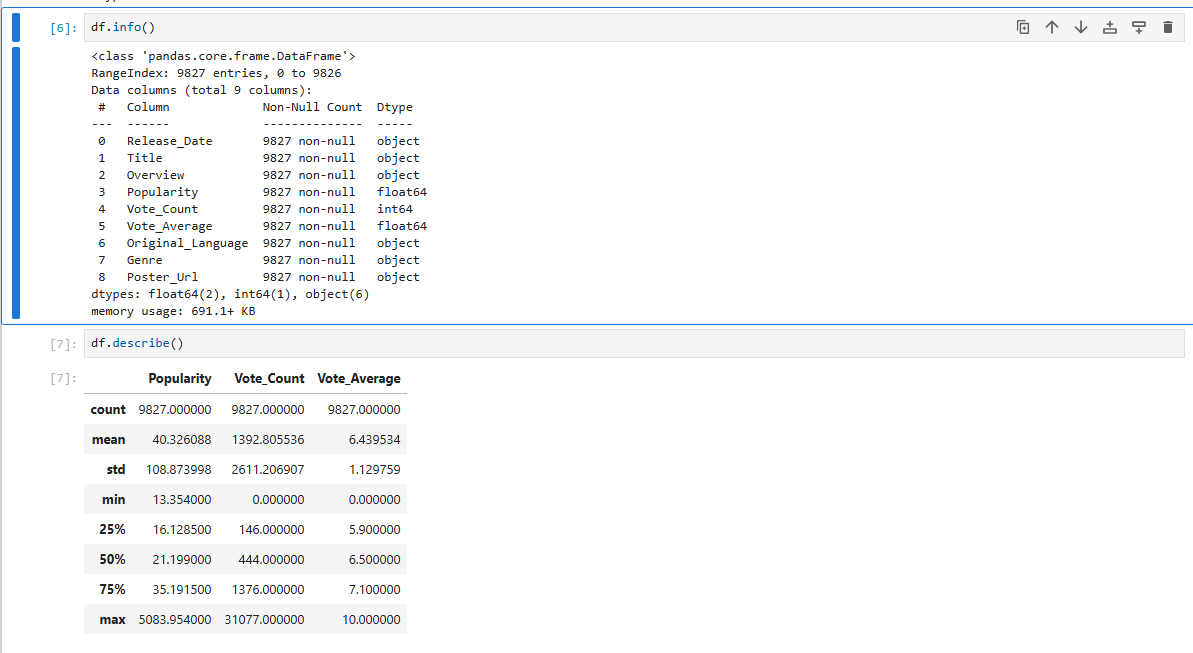 [6]: df.info()
<class 'pandas.core.frame.DataFrame'>
RangeIndex: 9827 entries, 0 to 9826
Data columns (total 9 columns):
 #   Column             Non-Null Count  Dtype
---  ------             --------------  -----
 0   Release_Date       9827 non-null   object
 1   Title              9827 non-null   object
 2   Overview           9827 non-null   object
 3   Popularity         9827 non-null   float64
 4   Vote_Count         9827 non-null   int64
 5   Vote_Average       9827 non-null   float64
 6   Original_Language  9827 non-null   object
 7   Genre              9827 non-null   object
 8   Poster_Url         9827 non-null   object
dtypes: float64(2), int64(1), object(6)
memory usage: 691.1+ KB
[7]: df.describe()
[7]: Popularity Vote_Count Vote_Average
count 9827.000000 9827.000000 9827.000000
mean 40.326088 1392.805536 6.439534
std 108.873998 2611.206907 1.129759
min 13.354000 0.000000 0.000000
25% 16.128500 146.000000 5.900000
50% 21.199000 444.000000 6.500000
75% 35.191500 1376.000000 7.100000
max 5083.954000 31077.000000 10.000000